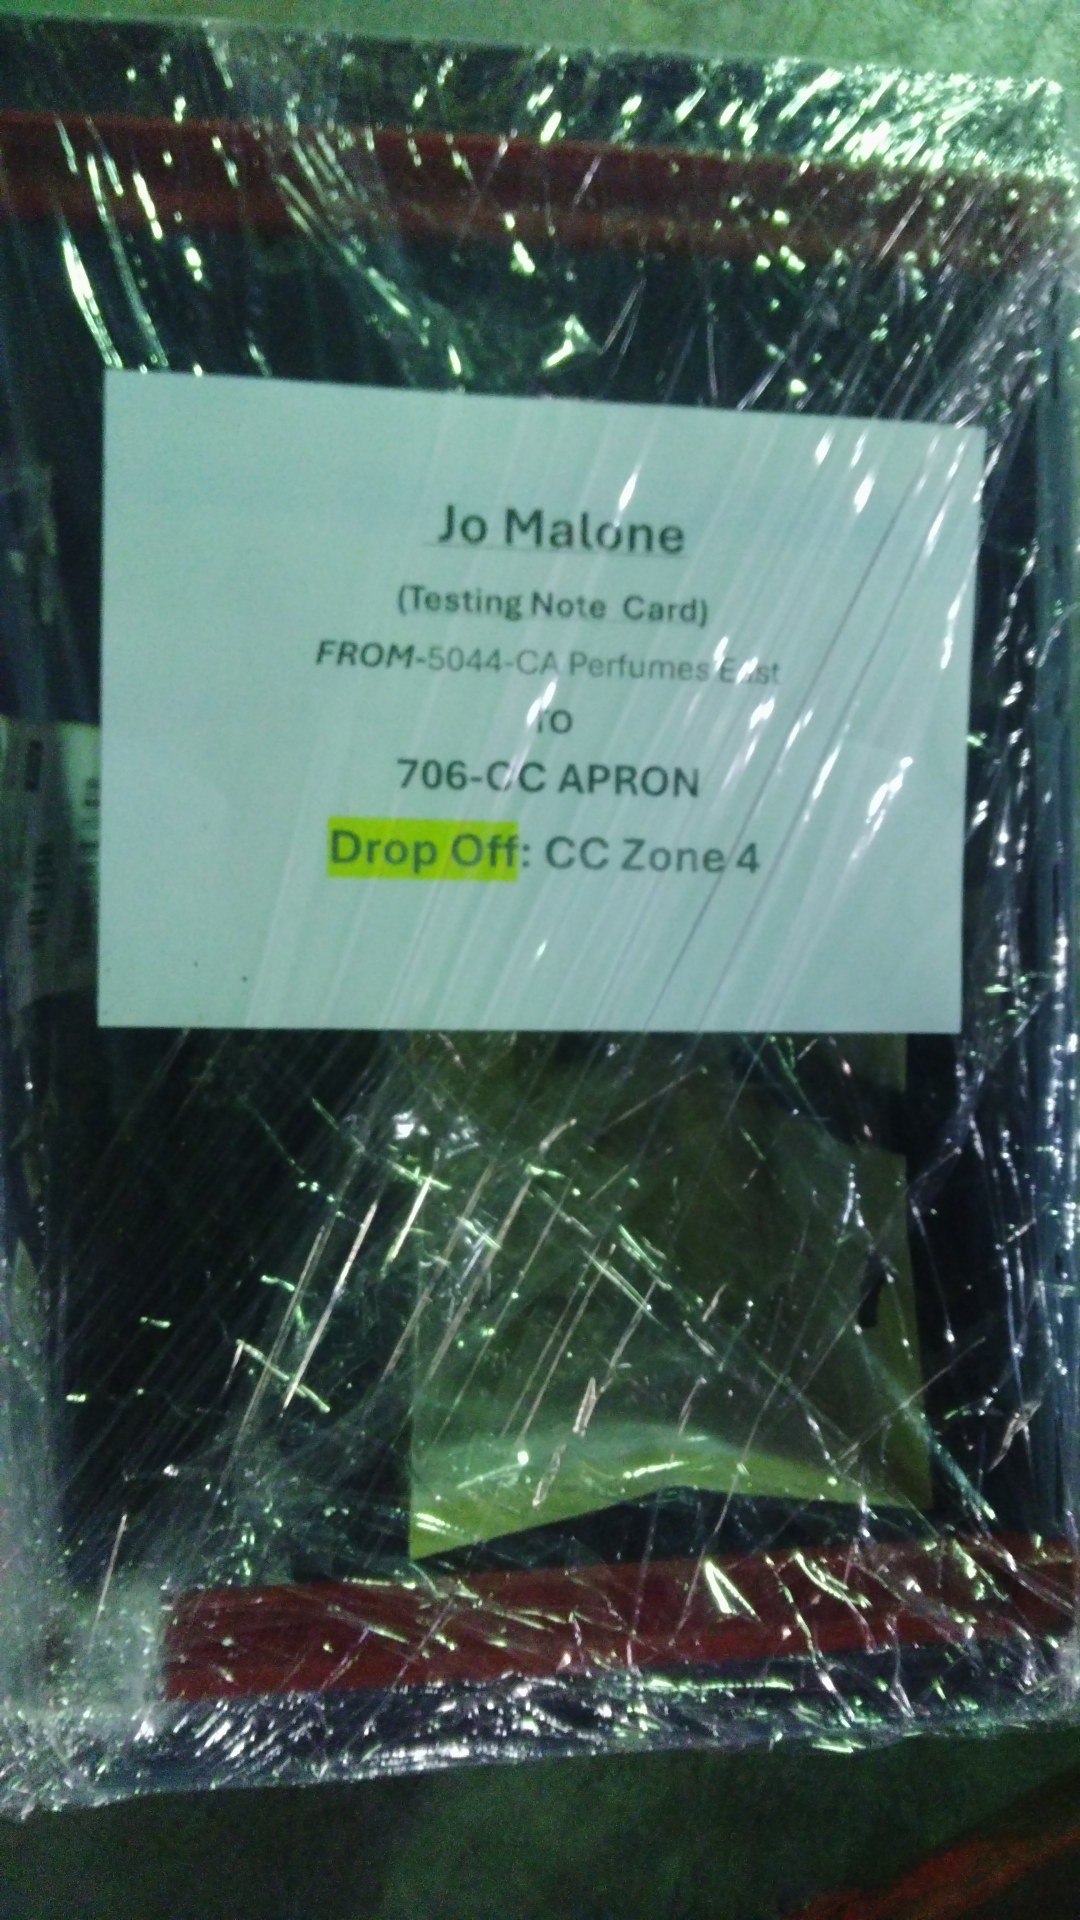 Jo Malone
(Testing Note Card)
FROM-5044-CA Perfumes East
TO
706-CC APRON
Drop Off: CC Zone 4